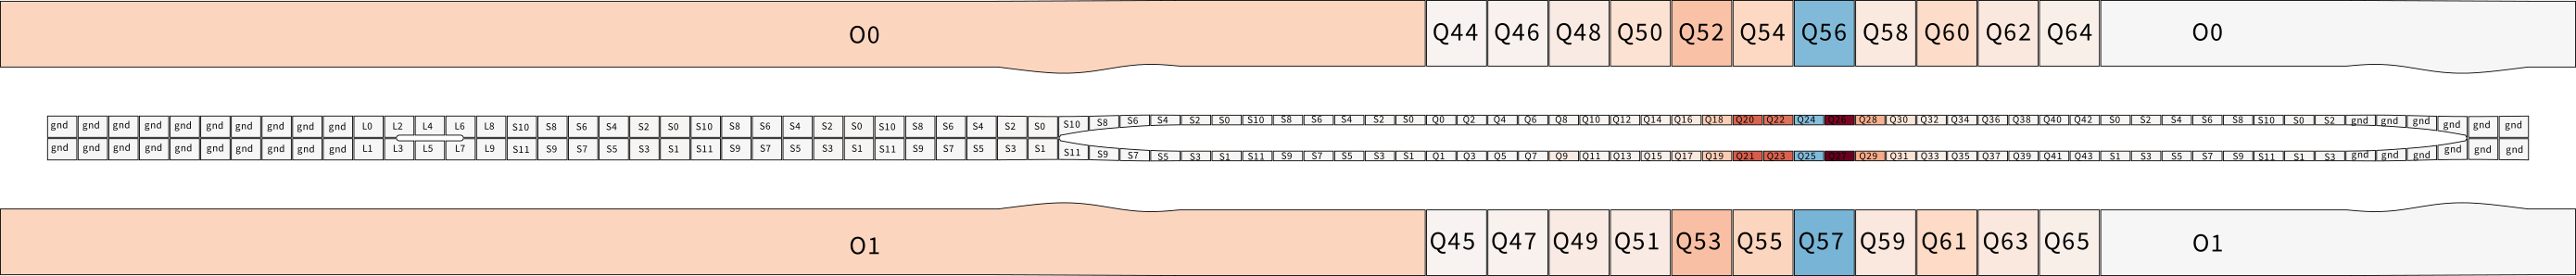 O0 Q44 Q46 Q48 Q50 Q52 Q54 Q56 Q58 Q60 Q62 Q64 O0
gnd gnd gnd gnd gnd gnd gnd gnd gnd gnd L0 L2 L4 L6 L8 S10 S8 S6 S4 S2 S0 S10 S8 S6 S4 S2 S0 S10 S8 S6 S4 S2 S0 S10 S8 S6 S4 S2 S0 S10 S8 S6 S4 S2 S0 Q0 Q2 Q4 Q6 Q8 Q10 Q12 Q14 Q16 Q18 Q20 Q22 Q24 Q26 Q28 Q30 Q32 Q34 Q36 Q38 Q40 Q42 S0 S2 S4 S6 S8 S10 S0 S2 gnd gnd gnd gnd gnd gnd
gnd gnd gnd gnd gnd gnd gnd gnd gnd gnd L1 L3 L5 L7 L9 S11 S9 S7 S5 S3 S1 S11 S9 S7 S5 S3 S1 S11 S9 S7 S5 S3 S1 S11 S9 S7 S5 S3 S1 S11 S9 S7 S5 S3 S1 Q1 Q3 Q5 Q7 Q9 Q11 Q13 Q15 Q17 Q19 Q21 Q23 Q25 Q27 Q29 Q31 Q33 Q35 Q37 Q39 Q41 Q43 S1 S3 S5 S7 S9 S11 S1 S3 gnd gnd gnd gnd gnd gnd
O1 Q45 Q47 Q49 Q51 Q53 Q55 Q57 Q59 Q61 Q63 Q65 O1